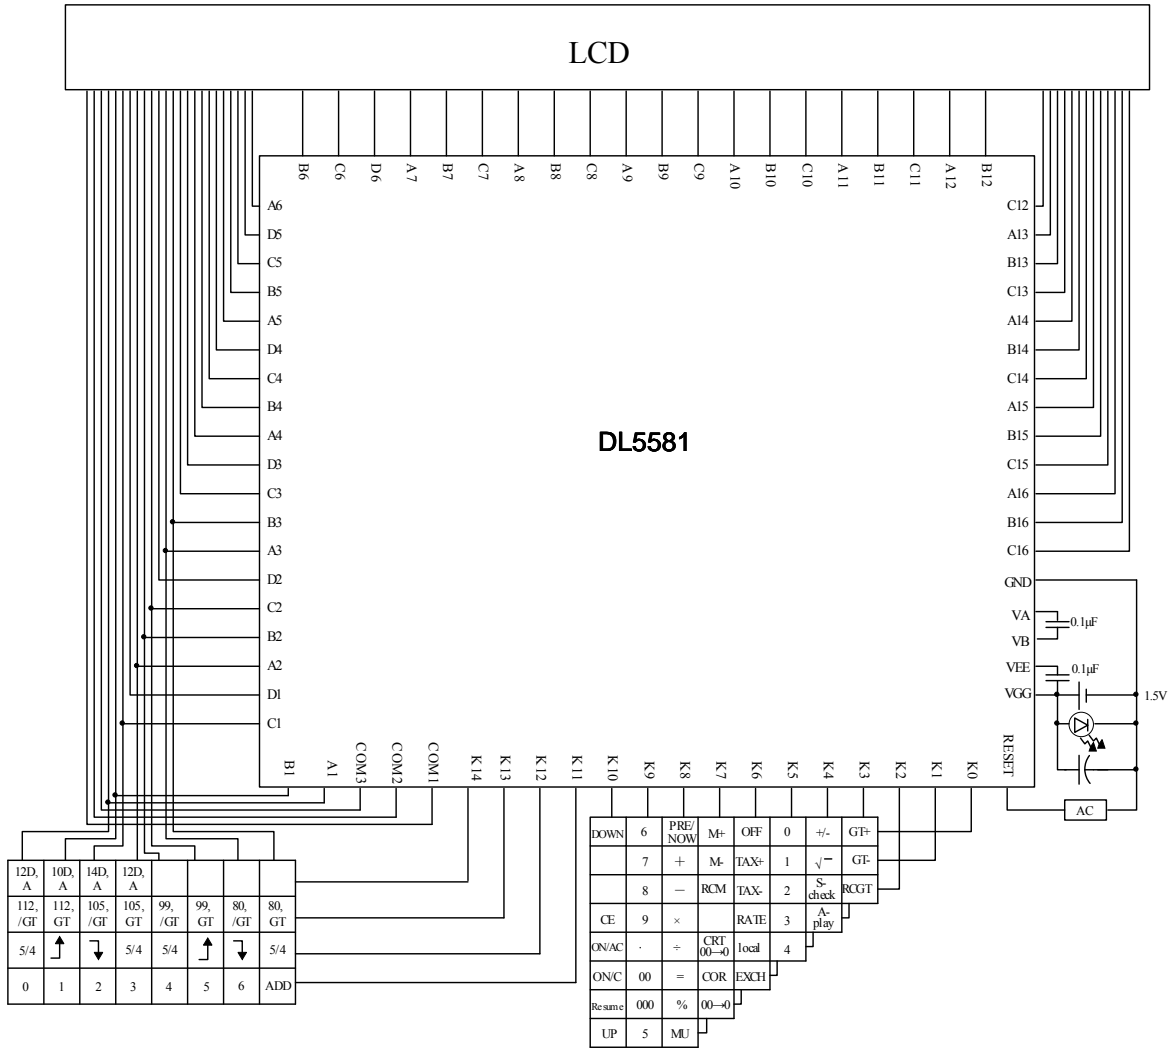 LCD
B6 C6 D6 A7 B7 C7 A8 B8 C8 A9 B9 C9 A10 B10 C10 A11 B11 C11 A12 B12
A6 C12
D5 A13
C5 B13
B5 C13
A5 A14
D4 B14
C4 C14
B4 A15
A4 B15
DL5581
D3 C15
C3 A16
B3 B16
A3 C16
D2 GND
C2 VA
0.1μF
B2 VB
A2 VEE
0.1μF
D1 VGG
1.5V
C1
B1 A1 COM3 COM2 COM1 K14 K13 K12 K11 K10 K9 K8 K7 K6 K5 K4 K3 K2 K1 K0 RESET
AC
DOWN 6 PRE/ NOW M+ OFF 0 +/- GT+
7 + M- TAX+ 1 √‾ GT-
8 − RCM TAX- 2 S- check RCGT
CE 9 × RATE 3 A- play
ON/AC · ÷ CRT 00→0 local 4
ON/C 00 = COR EXCH
Resume 000 % 00→0
UP 5 MU
12D, A 10D, A 14D, A 12D, A
112, /GT 112, GT 105, /GT 105, GT 99, /GT 99, GT 80, /GT 80, GT
5/4 5/4 5/4 5/4
0 1 2 3 4 5 6 ADD